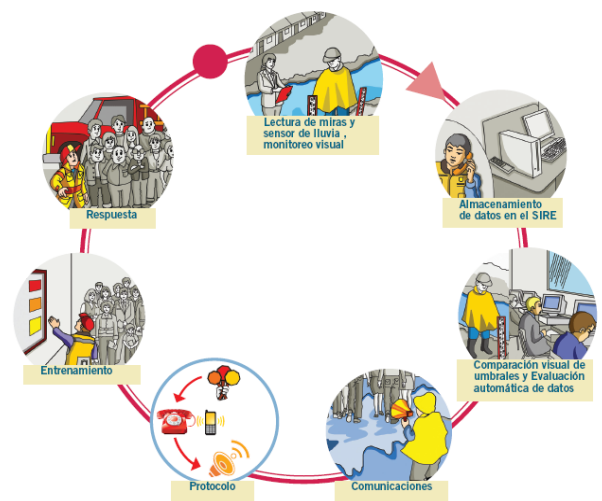 Lectura de miras y
sensor de lluvia ,
monitoreo visual
Almacenamiento
de datos en el SIRE
Comparación visual de
umbrales y Evaluación
automática de datos
Comunicaciones
Protocolo
Entrenamiento
Respuesta